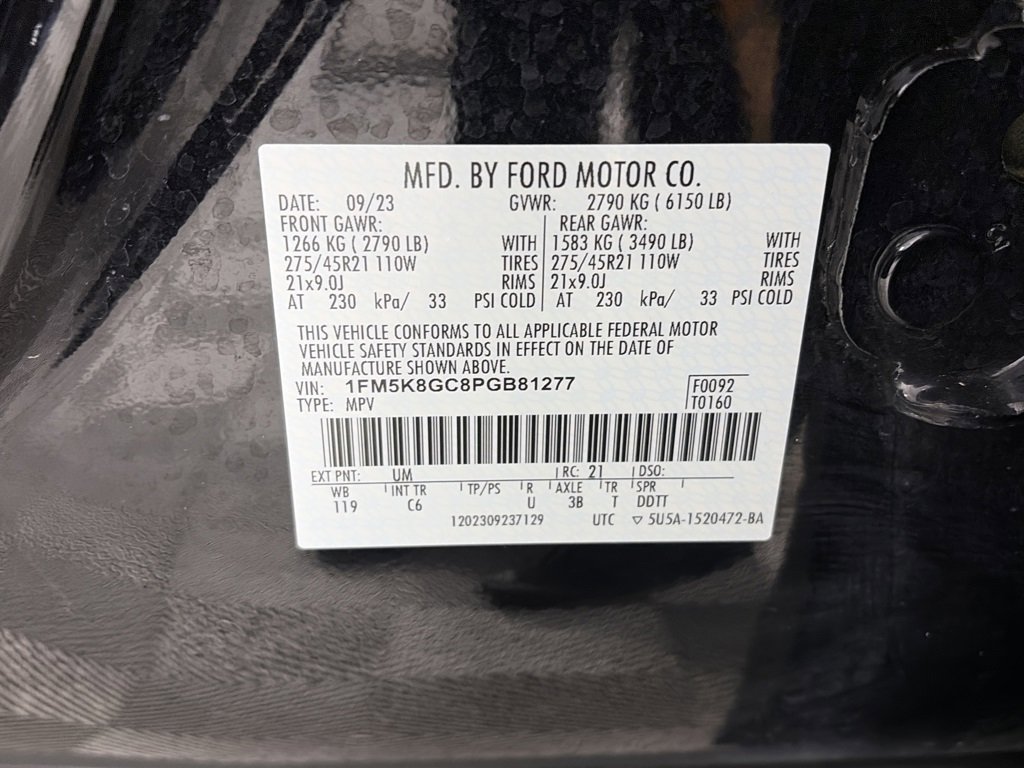 MFD. BY FORD MOTOR CO.
DATE: 09/23 GVWR: 2790 KG ( 6150 LB)
FRONT GAWR: REAR GAWR:
1266 KG ( 2790 LB) WITH 1583 KG ( 3490 LB) WITH
275/45R21 110W TIRES 275/45R21 110W TIRES
21x9.0J RIMS 21x9.0J RIMS
AT 230 kPa/ 33 PSI COLD AT 230 kPa/ 33 PSI COLD
THIS VEHICLE CONFORMS TO ALL APPLICABLE FEDERAL MOTOR
VEHICLE SAFETY STANDARDS IN EFFECT ON THE DATE OF
MANUFACTURE SHOWN ABOVE.
VIN: 1FM5K8GC8PGB81277 F0092
TYPE: MPV T0160
EXT PNT: UM RC: 21 DSO:
WB INT TR TP/PS R AXLE TR SPR
119 C6 U 3B T DDTT
1202309237129 UTC ▽ 5U5A-1520472-BA